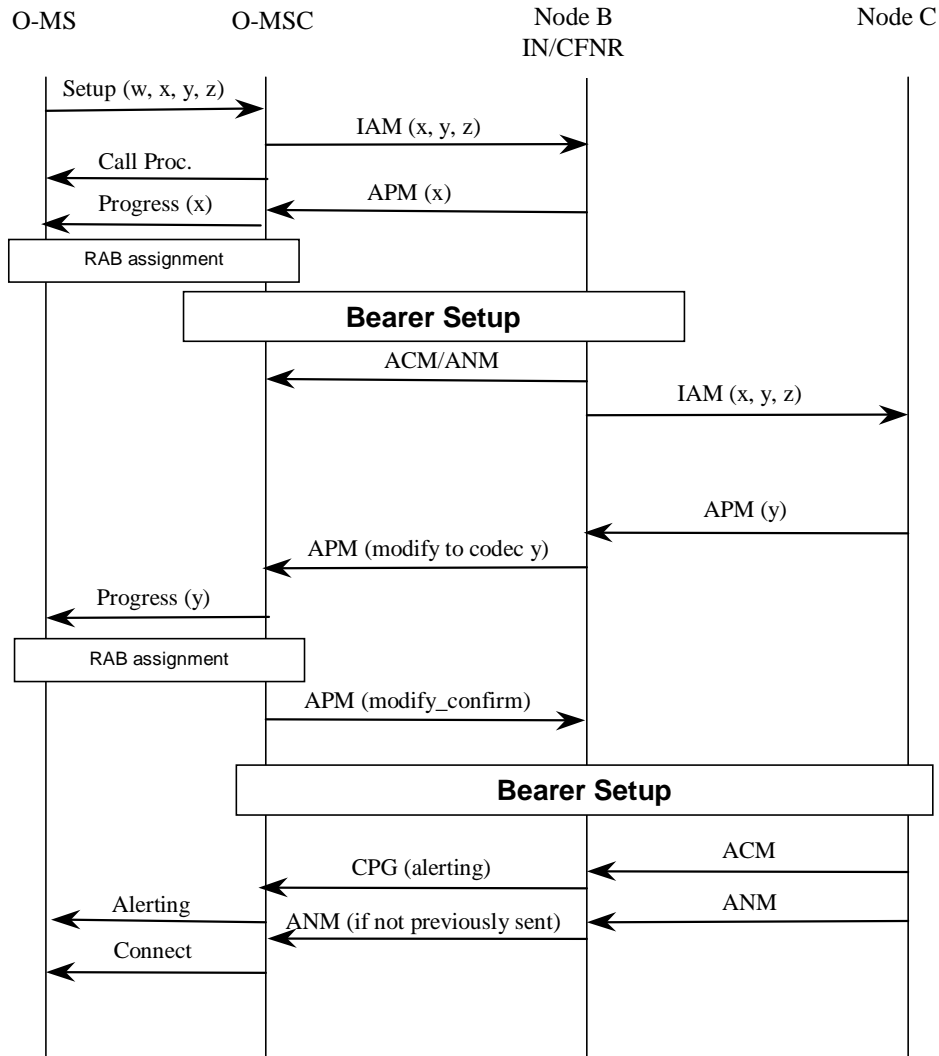 O-MS
O-MSC
Node B
IN/CFNR
Node C
Setup (w, x, y, z)
IAM (x, y, z)
Call Proc.
APM (x)
Progress (x)
RAB assignment
Bearer Setup
ACM/ANM
IAM (x, y, z)
APM (y)
APM (modify to codec y)
Progress (y)
RAB assignment
APM (modify_confirm)
Bearer Setup
ACM
CPG (alerting)
Alerting
ANM
ANM (if not previously sent)
Connect